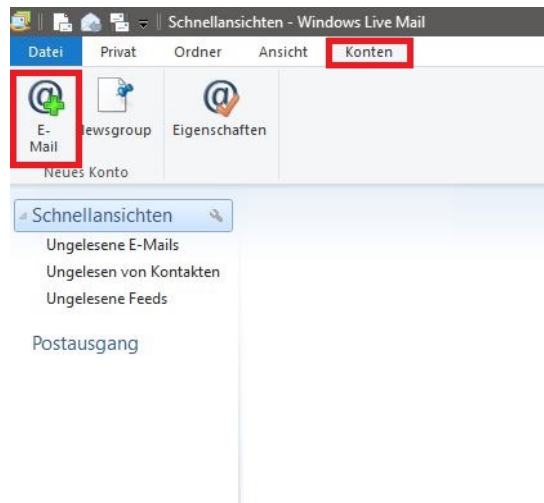 Schnellansichten - Windows Live Mail
Datei Privat Ordner Ansicht Konten
E-Mail Newsgroup Eigenschaften
Neues Konto
Schnellansichten
Ungelesene E-Mails
Ungelesen von Kontakten
Ungelesene Feeds
Postausgang